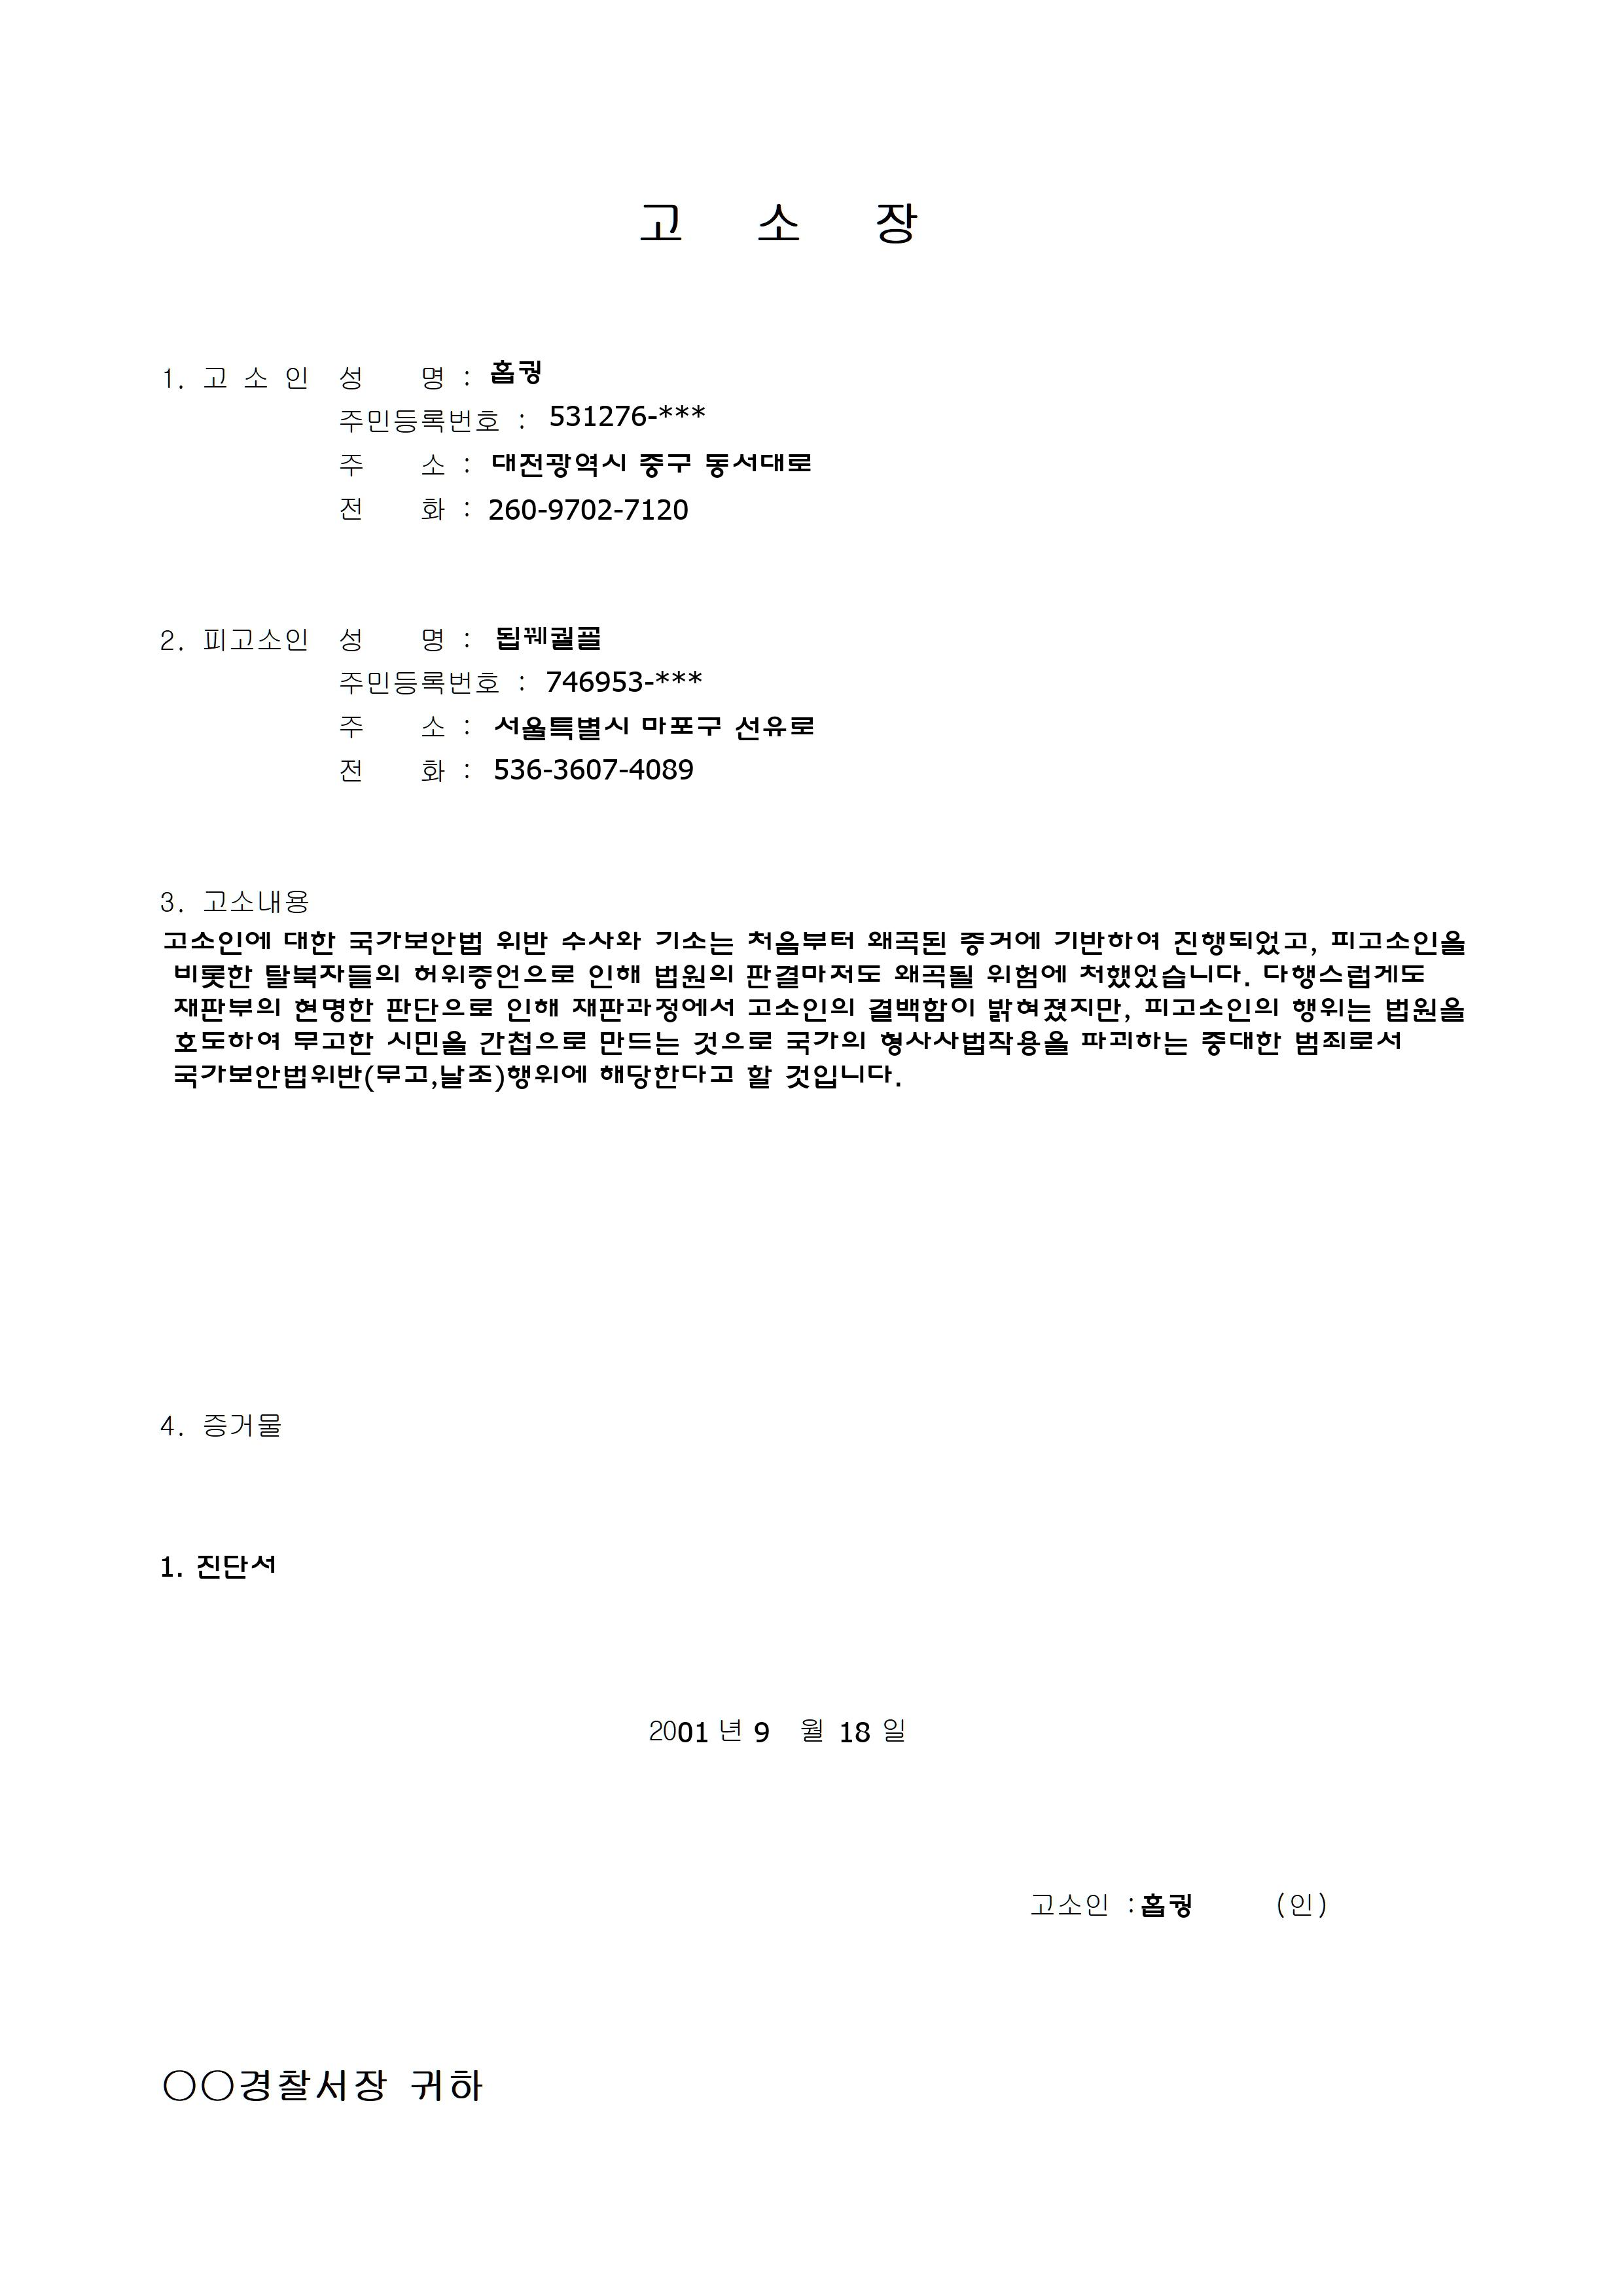 고 소 장
1. 고 소 인 성 명 : 홉궝
주민등록번호 : 531276-***
주 소 : 대전광역시 중구 동서대로
전 화 : 260-9702-7120
2. 피고소인 성 명 : 됩꿰궐골
주민등록번호 : 746953-***
주 소 : 서울특별시 마포구 선유로
전 화 : 536-3607-4089
3. 고소내용
고소인에 대한 국가보안법 위반 수사와 기소는 처음부터 왜곡된 증거에 기반하여 진행되었고, 피고소인을
비롯한 탈북자들의 허위증언으로 인해 법원의 판결마저도 왜곡될 위험에 처했었습니다. 다행스럽게도
재판부의 현명한 판단으로 인해 재판과정에서 고소인의 결백함이 밝혀졌지만, 피고소인의 행위는 법원을
호도하여 무고한 시민을 간첩으로 만드는 것으로 국가의 형사사법작용을 파괴하는 중대한 범죄로서
국가보안법위반(무고,날조)행위에 해당한다고 할 것입니다.
4. 증거물
1. 진단서
2001 년 9 월 18 일
고소인 : 홉궝 (인)
○○경찰서장 귀하